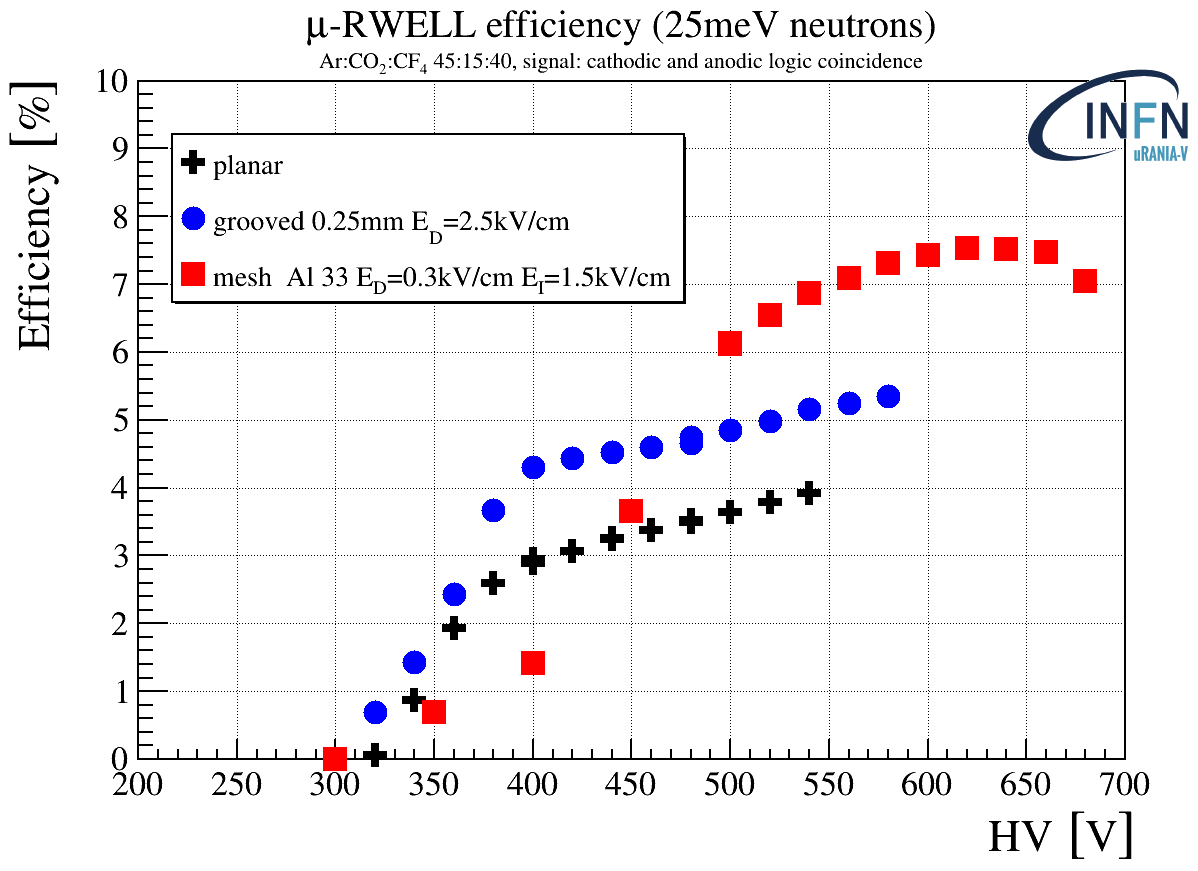 μ-RWELL efficiency (25meV neutrons)
Ar:CO₂:CF₄ 45:15:40, signal: cathodic and anodic logic coincidence
INFN
uRANIA-V
Efficiency [%]
10
9
8
7
6
5
4
3
2
1
0
planar
grooved 0.25mm E_D=2.5kV/cm
mesh Al 33 E_D=0.3kV/cm E_I=1.5kV/cm
200 250 300 350 400 450 500 550 600 650 700
HV [V]